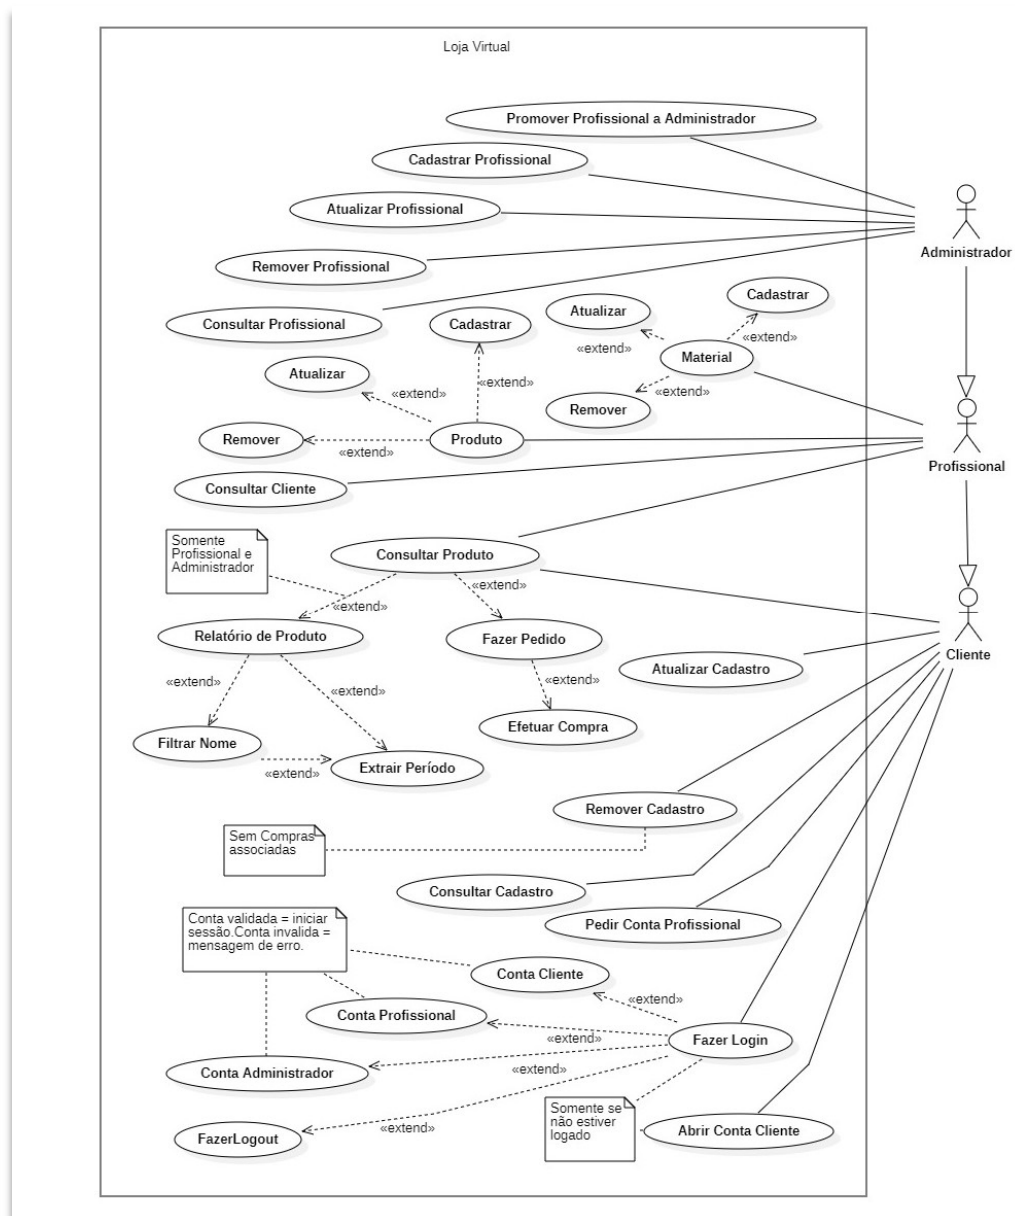 Loja Virtual
Promover Profissional a Administrador
Cadastrar Profissional
Atualizar Profissional
Administrador
Remover Profissional
Cadastrar
Atualizar
Consultar Profissional
Cadastrar
«extend»
«extend»
Material
Atualizar
«extend»
«extend»
«extend»
Remover
Remover
Produto
«extend»
Profissional
Consultar Cliente
Somente
Profissional e
Administrador
Consultar Produto
«extend»
«extend»
Relatório de Produto
Fazer Pedido
Cliente
Atualizar Cadastro
«extend»
«extend»
«extend»
Efetuar Compra
Filtrar Nome
Extrair Período
«extend»
Remover Cadastro
Sem Compras
associadas
Consultar Cadastro
Pedir Conta Profissional
Conta validada = iniciar
sessão.Conta invalida =
mensagem de erro.
Conta Cliente
«extend»
Conta Profissional
«extend»
Fazer Login
Conta Administrador
«extend»
Somente se
não estiver
logado
«extend»
Abrir Conta Cliente
FazerLogout